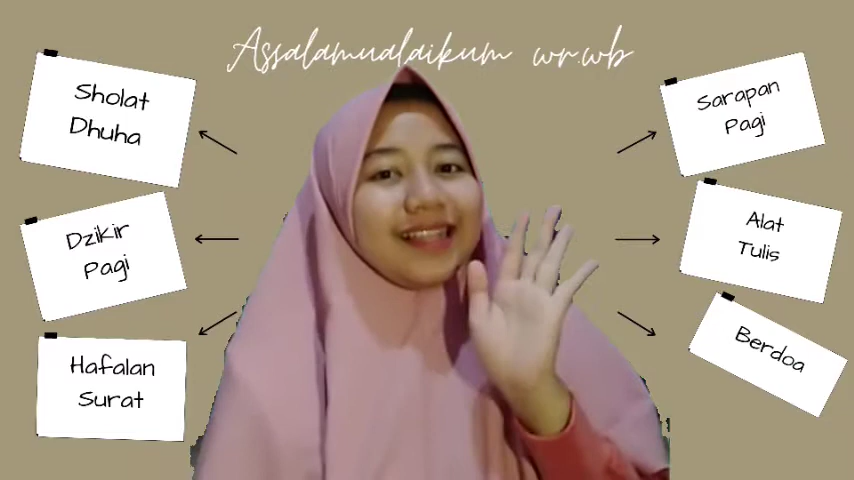 Assalamualaikum wr.wb
Sholat
Dhuha
Dzikir
Pagi
Hafalan
Surat
Sarapan
Pagi
Alat
Tulis
Berdoa